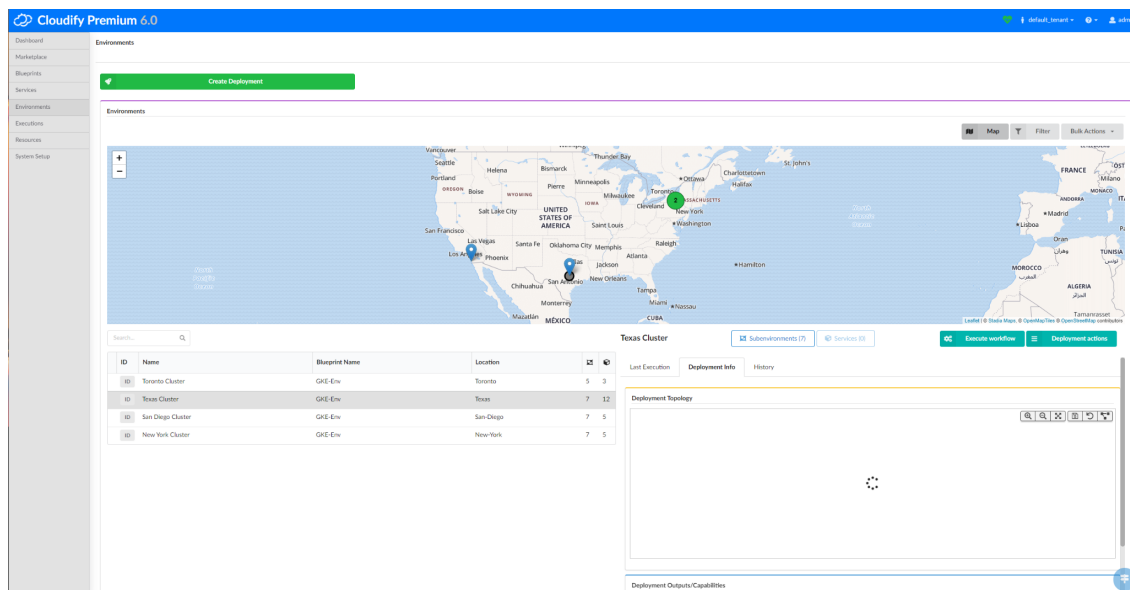 Cloudify Premium 6.0
default_tenant
Dashboard
Marketplace
Blueprints
Services
Environments
Executions
Resources
System Setup
Environments
Create Deployment
Environments
Map
Filter
Bulk Actions
+
−
Vancouver
Seattle
Portland
OREGON
Boise
Helena
WYOMING
Bismarck
Pierre
Minneapolis
IOWA
Milwaukee
Thunder Bay
Ottawa
Charlottetown
Halifax
St. John's
Cleveland
2
New York
Washington
Salt Lake City
UNITED
STATES OF
AMERICA
Saint Louis
San Francisco
Las Vegas
Phoenix
Santa Fe
Oklahoma City
Memphis
Raleigh
Atlanta
Jackson
New Orleans
Chihuahua
Monterrey
Mazatlán
MÉXICO
Tampa
Miami
Nassau
CUBA
Hamilton
FRANCE
Milano
MONACO
ANDORRA
Madrid
Lisboa
Oran
وهران
TUNISIA
تونس
MOROCCO
المغرب
ALGERIA
الجزائر
Tamanrasset
Leaflet | © Stadia Maps, © OpenMapTiles © OpenStreetMap contributors
Search...
ID Name Blueprint Name Location
ID Toronto Cluster GKE-Env Toronto 5 3
ID Texas Cluster GKE-Env Texas 7 12
ID San Diego Cluster GKE-Env San-Diego 7 5
ID New York Cluster GKE-Env New-York 7 5
Texas Cluster
Subenvironments (7)
Services (0)
Execute workflow
Deployment actions
Last Execution
Deployment Info
History
Deployment Topology
Deployment Outputs/Capabilities